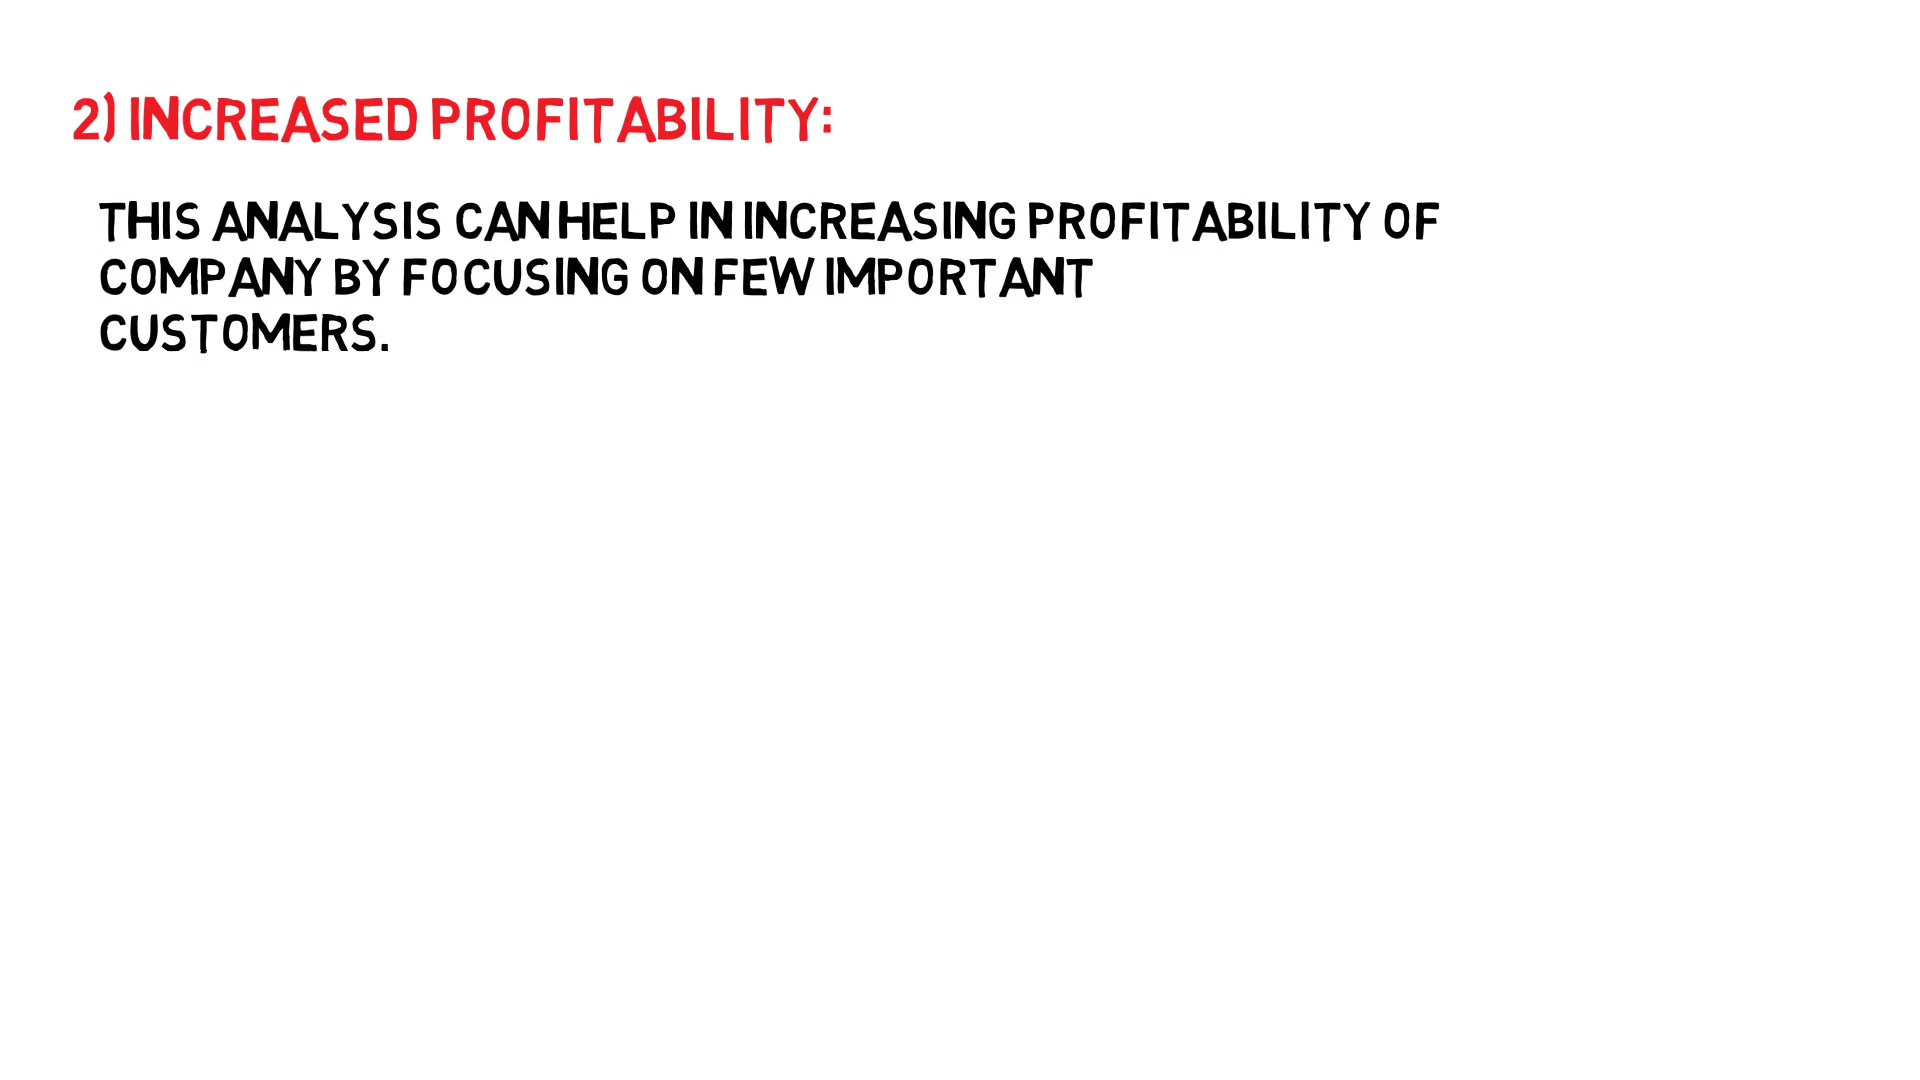 2) INCREASED PROFITABILITY:
THIS ANALYSIS CAN HELP IN INCREASING PROFITABILITY OF
COMPANY BY FOCUSING ON FEW IMPORTANT
CUSTOMERS.